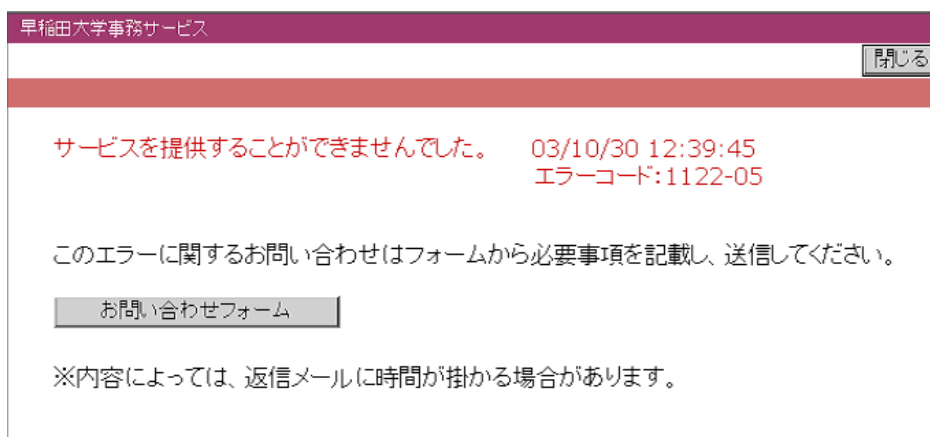 早稲田大学事務サービス
閉じる
サービスを提供することができませんでした。 03/10/30 12:39:45
エラーコード:1122-05
このエラーに関するお問い合わせはフォームから必要事項を記載し、送信してください。
お問い合わせフォーム
※内容によっては、返信メールに時間が掛かる場合があります。